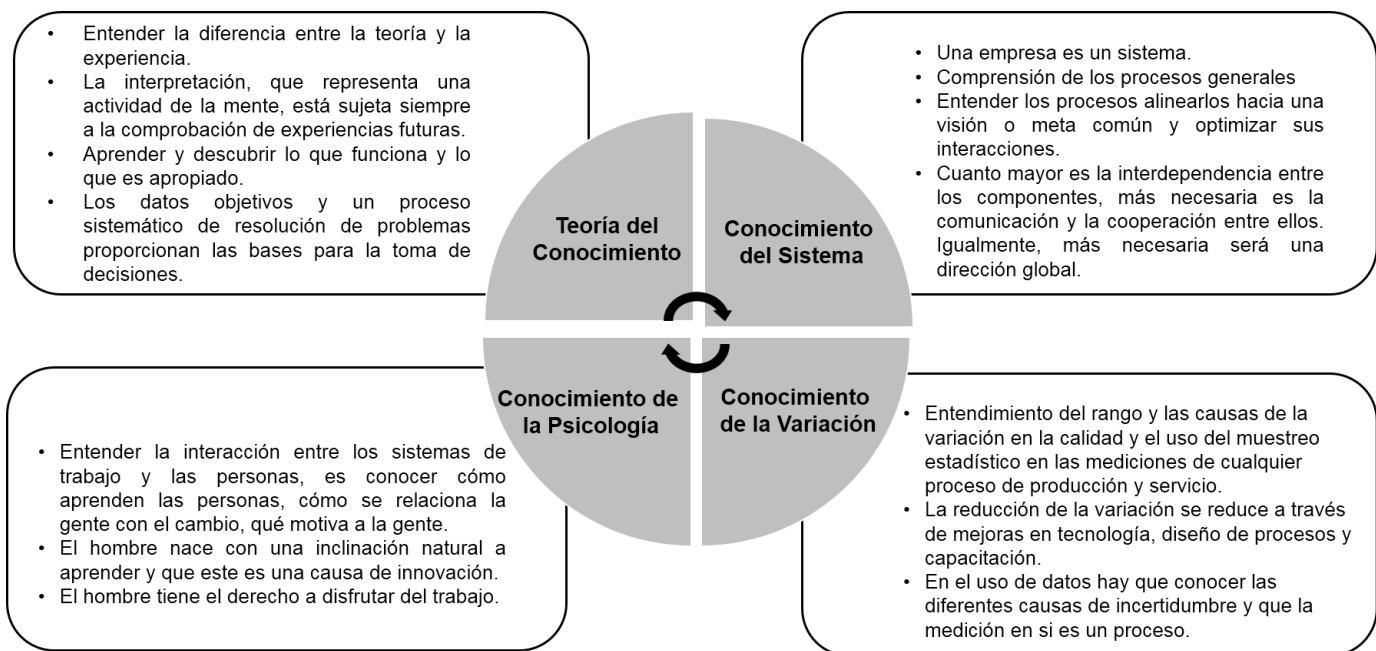 • Entender la diferencia entre la teoría y la
experiencia.
• La interpretación, que representa una
actividad de la mente, está sujeta siempre
a la comprobación de experiencias futuras.
• Aprender y descubrir lo que funciona y lo
que es apropiado.
• Los datos objetivos y un proceso
sistemático de resolución de problemas
proporcionan las bases para la toma de
decisiones.
• Una empresa es un sistema.
• Comprensión de los procesos generales
• Entender los procesos alinearlos hacia una
visión o meta común y optimizar sus
interacciones.
• Cuanto mayor es la interdependencia entre
los componentes, más necesaria es la
comunicación y la cooperación entre ellos.
Igualmente, más necesaria será una
dirección global.
Teoría del
Conocimiento
Conocimiento
del Sistema
Conocimiento de
la Psicología
Conocimiento
de la Variación
• Entender la interacción entre los sistemas de
trabajo y las personas, es conocer cómo
aprenden las personas, cómo se relaciona la
gente con el cambio, qué motiva a la gente.
• El hombre nace con una inclinación natural a
aprender y que este es una causa de innovación.
• El hombre tiene el derecho a disfrutar del trabajo.
• Entendimiento del rango y las causas de la
variación en la calidad y el uso del muestreo
estadístico en las mediciones de cualquier
proceso de producción y servicio.
• La reducción de la variación se reduce a través
de mejoras en tecnología, diseño de procesos y
capacitación.
• En el uso de datos hay que conocer las
diferentes causas de incertidumbre y que la
medición en si es un proceso.